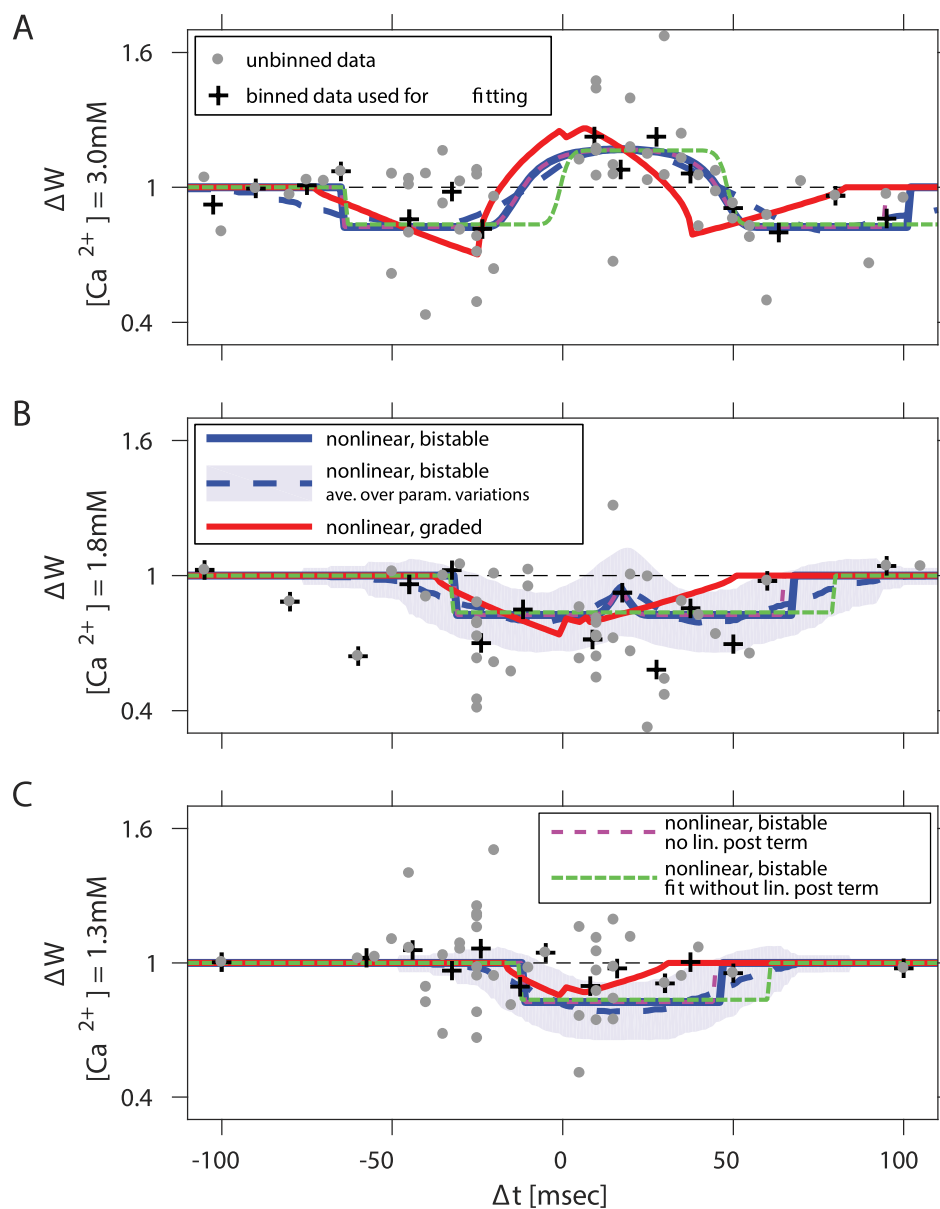 A
ΔW
[Ca 2+ ] = 3.0mM
1.6
1
0.4
unbinned data
binned data used for fitting
B
ΔW
[Ca 2+ ] = 1.8mM
1.6
1
0.4
nonlinear, bistable
nonlinear, bistable
ave. over param. variations
nonlinear, graded
C
ΔW
[Ca 2+ ] = 1.3mM
1.6
1
0.4
nonlinear, bistable
no lin. post term
nonlinear, bistable
fit without lin. post term
-100 -50 0 50 100
Δt [msec]